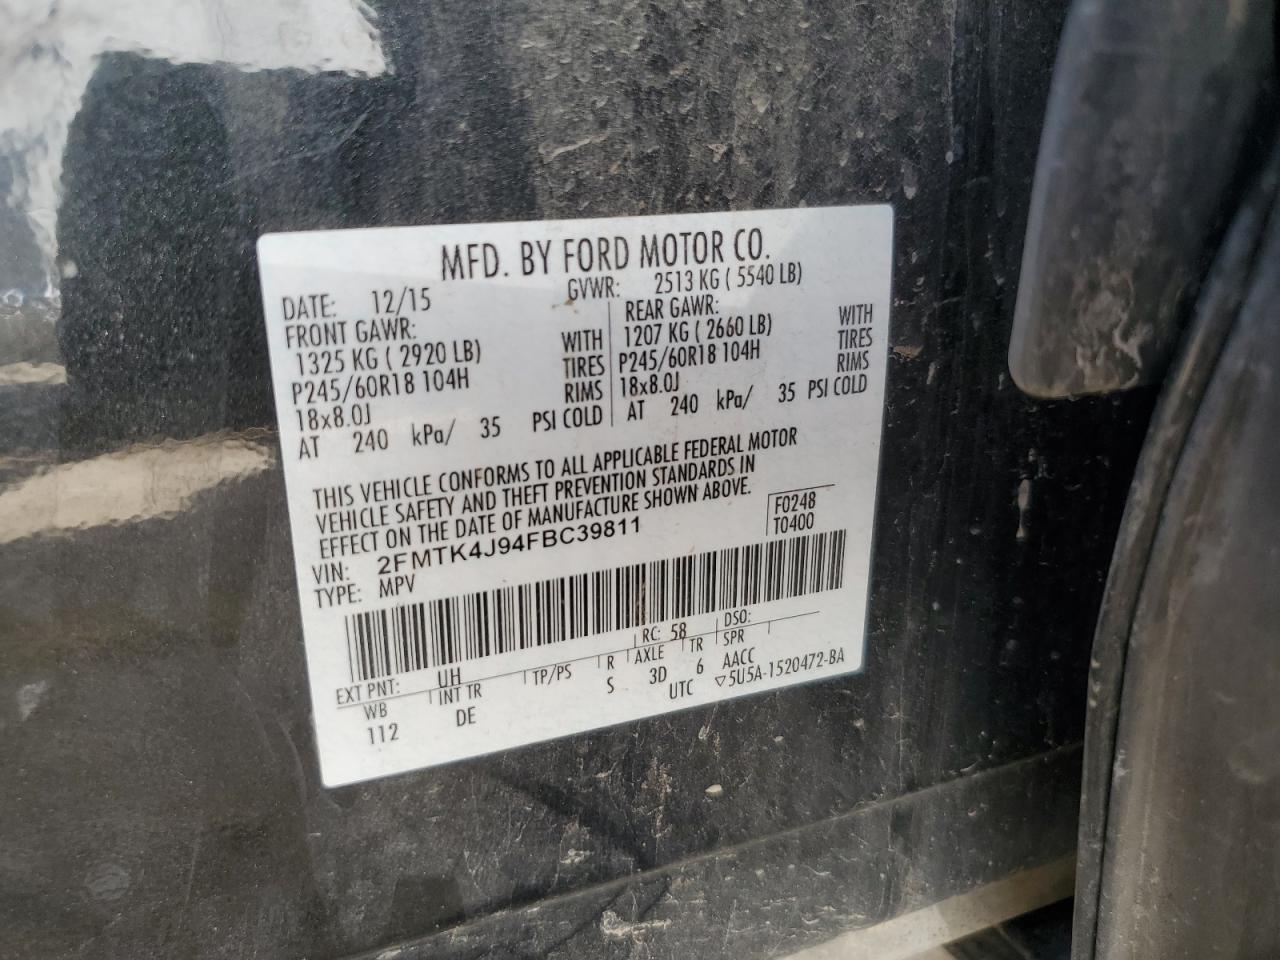 MFD. BY FORD MOTOR CO.
DATE: 12/15 GVWR: 2513 KG ( 5540 LB)
FRONT GAWR: REAR GAWR:
1325 KG ( 2920 LB) WITH 1207 KG ( 2660 LB) WITH
P245/60R18 104H TIRES P245/60R18 104H TIRES
18x8.0J RIMS 18x8.0J RIMS
AT 240 kPa/ 35 PSI COLD AT 240 kPa/ 35 PSI COLD
THIS VEHICLE CONFORMS TO ALL APPLICABLE FEDERAL MOTOR
VEHICLE SAFETY AND THEFT PREVENTION STANDARDS IN
EFFECT ON THE DATE OF MANUFACTURE SHOWN ABOVE.
VIN: 2FMTK4J94FBC39811 F0248
TYPE: MPV T0400
EXT PNT: UH RC: 58 DSO:
WB INT TR TP/PS R AXLE TR SPR
112 DE S 3D 6 AACC
UTC ▽5U5A-1520472-BA